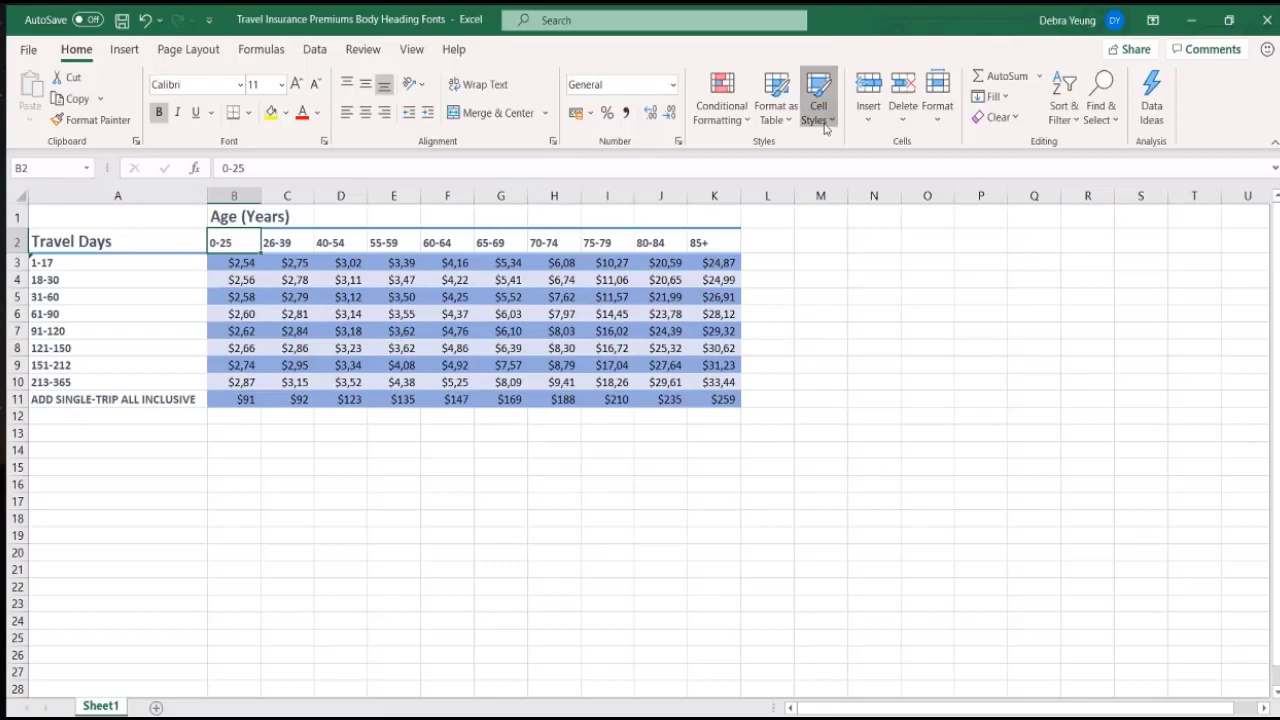 AutoSave Off Travel Insurance Premiums Body Heading Fonts - Excel Search Debra Yeung DY
File Home Insert Page Layout Formulas Data Review View Help Share Comments
Paste Cut Copy Format Painter
Clipboard
Calibri 11
B I U
Font
Wrap Text
Merge & Center
Alignment
General
Number
Conditional Formatting Format as Table Cell Styles
Styles
Insert Delete Format
Cells
AutoSum Fill Clear Sort & Filter Find & Select
Editing
Data Ideas
Analysis
B2 fx 0-25
A B C D E F G H I J K L M N O P Q R S T U
1 Age (Years)
2 Travel Days 0-25 26-39 40-54 55-59 60-64 65-69 70-74 75-79 80-84 85+
3 1-17 $2,54 $2,75 $3,02 $3,39 $4,16 $5,34 $6,08 $10,27 $20,59 $24,87
4 18-30 $2,56 $2,78 $3,11 $3,47 $4,22 $5,41 $6,74 $11,06 $20,65 $24,99
5 31-60 $2,58 $2,79 $3,12 $3,50 $4,25 $5,52 $7,62 $11,57 $21,99 $26,91
6 61-90 $2,60 $2,81 $3,14 $3,55 $4,37 $6,03 $7,97 $14,45 $23,78 $28,12
7 91-120 $2,62 $2,84 $3,18 $3,62 $4,76 $6,10 $8,03 $16,02 $24,39 $29,32
8 121-150 $2,66 $2,86 $3,23 $3,62 $4,86 $6,39 $8,30 $16,72 $25,32 $30,62
9 151-212 $2,74 $2,95 $3,34 $4,08 $4,92 $7,57 $8,79 $17,04 $27,64 $31,23
10 213-365 $2,87 $3,15 $3,52 $4,38 $5,25 $8,09 $9,41 $18,26 $29,61 $33,44
11 ADD SINGLE-TRIP ALL INCLUSIVE $91 $92 $123 $135 $147 $169 $188 $210 $235 $259
12
13
14
15
16
17
18
19
20
21
22
23
24
25
26
27
28
Sheet1